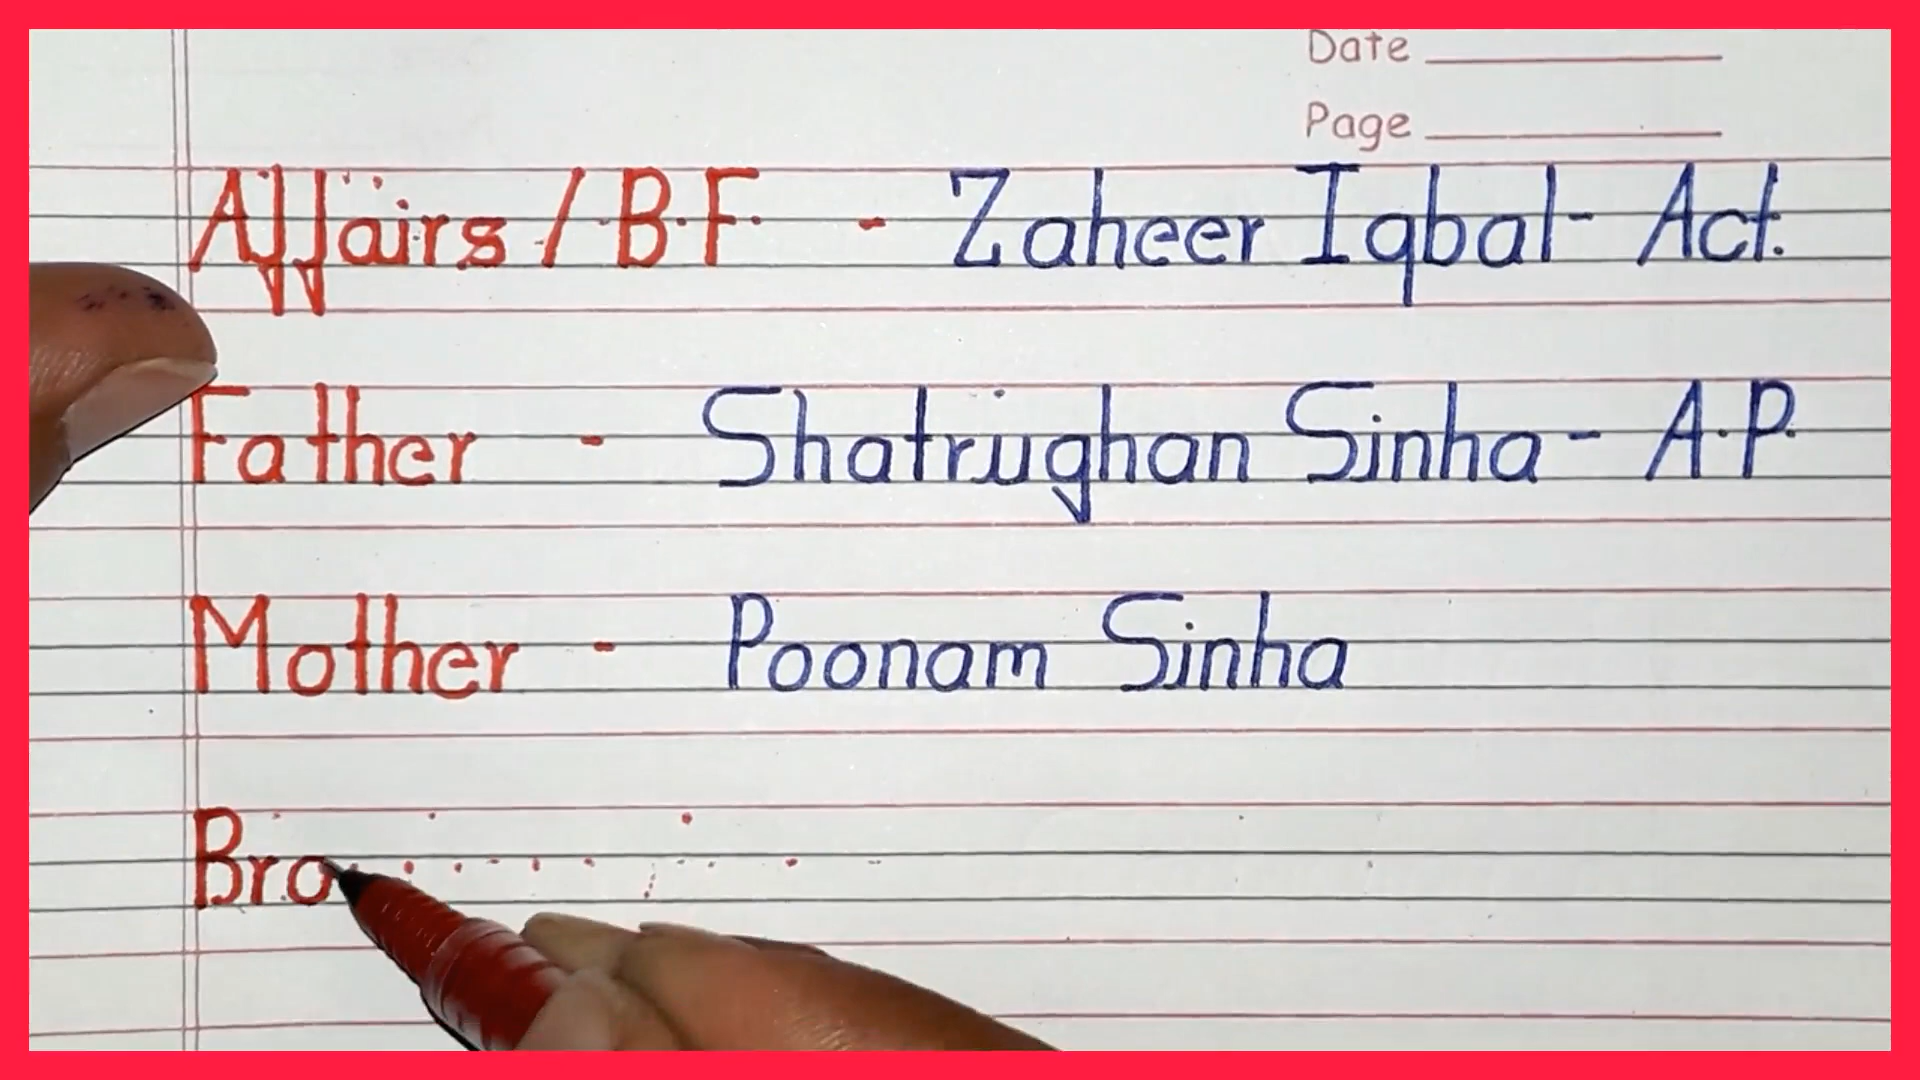 Date
Page
Affairs / B.F. - Zaheer Iqbal - Act.
Father - Shatrughan Sinha - A.P.
Mother - Poonam Sinha
Bro